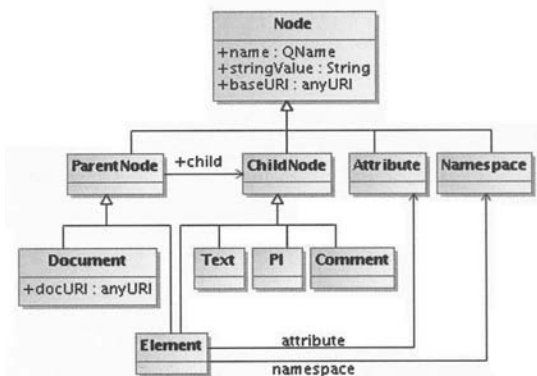 Node
+name : QName
+stringValue : String
+baseURI : anyURI
ParentNode
+child
ChildNode
Attribute
Namespace
Document
+docURI : anyURI
Text
PI
Comment
Element
attribute
namespace